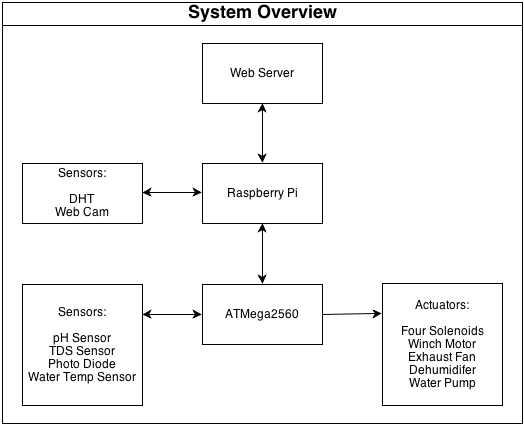 System Overview
Web Server
Sensors:
DHT
Web Cam
Raspberry Pi
Sensors:
pH Sensor
TDS Sensor
Photo Diode
Water Temp Sensor
ATMega2560
Actuators:
Four Solenoids
Winch Motor
Exhaust Fan
Dehumidifer
Water Pump